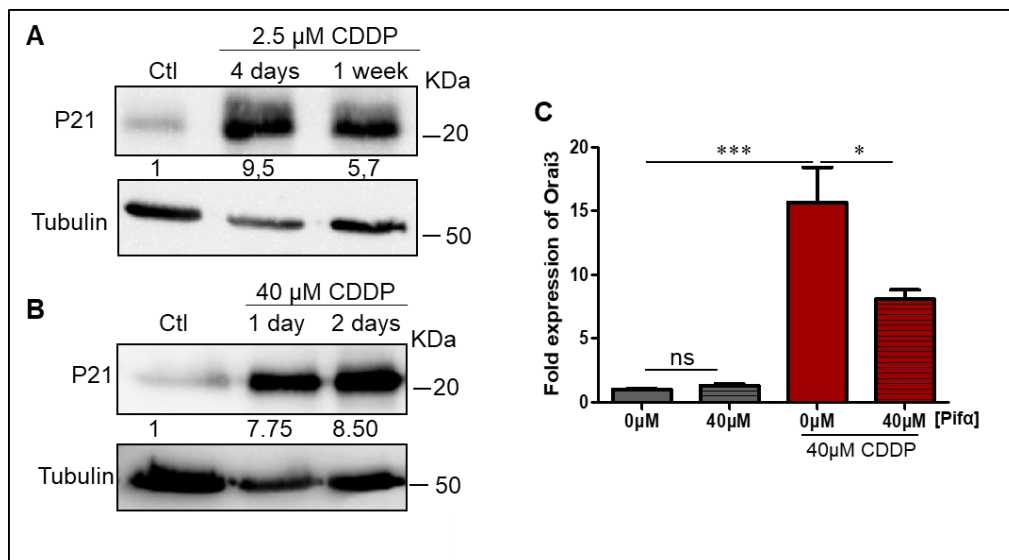 A
2.5 µM CDDP
Ctl 4 days 1 week KDa
P21
20
1 9,5 5,7
Tubulin
50
B
40 µM CDDP
Ctl 1 day 2 days KDa
P21
20
1 7.75 8.50
Tubulin
50
C
Fold expression of Orai3
20
15
10
5
0
*** *
ns
0µM 40µM 0µM 40µM [Pifα]
40µM CDDP